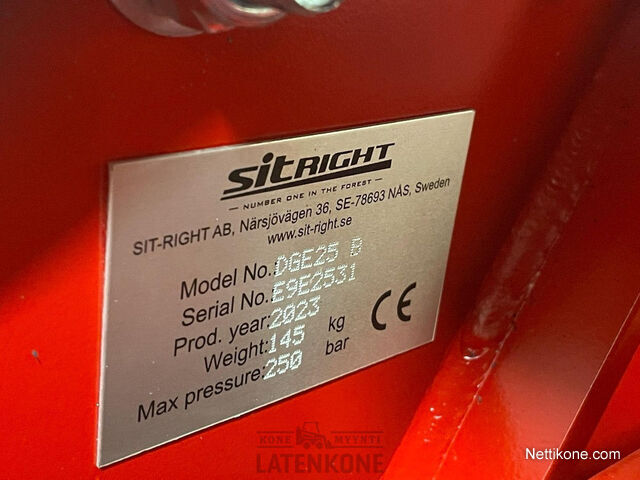 sitRIGHT
— NUMBER ONE IN THE FOREST —
SIT-RIGHT AB, Närsjövägen 36, SE-78693 NÅS, Sweden
www.sit-right.se
Model No.: DGE25 B
Serial No.: E9E2531
Prod. year: 2023
Weight: 145 kg
Max pressure: 250 bar
CE
KONE MYYNTI
LATENKONE
Nettikone.com